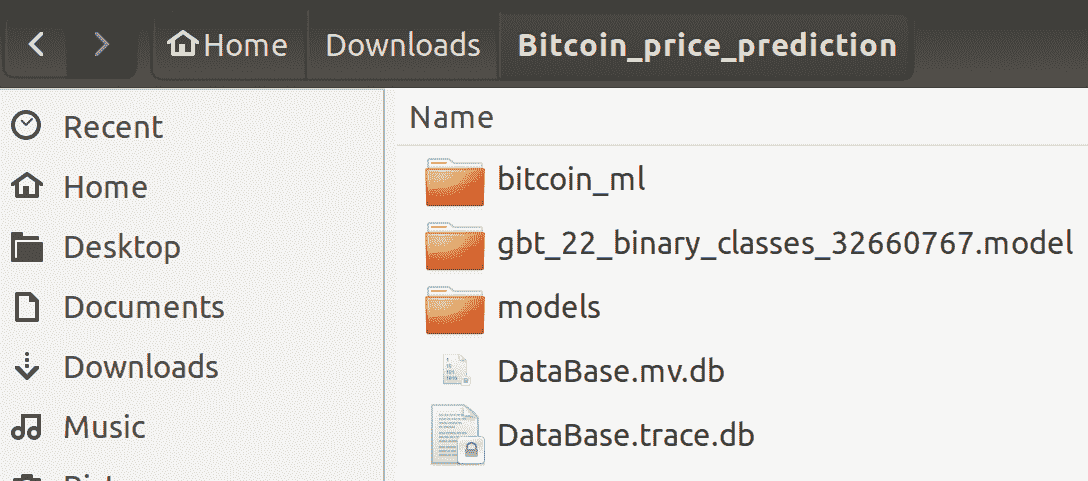 Home Downloads Bitcoin_price_prediction
Recent
Home
Desktop
Documents
Downloads
Music
Name
bitcoin_ml
gbt_22_binary_classes_32660767.model
models
DataBase.mv.db
DataBase.trace.db